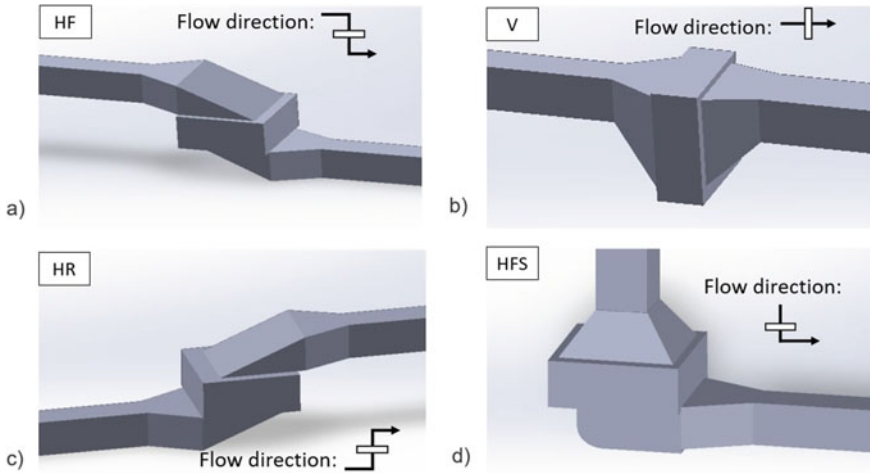 HF
Flow direction:
a)
V
Flow direction:
b)
HR
Flow direction:
c)
HFS
Flow direction:
d)